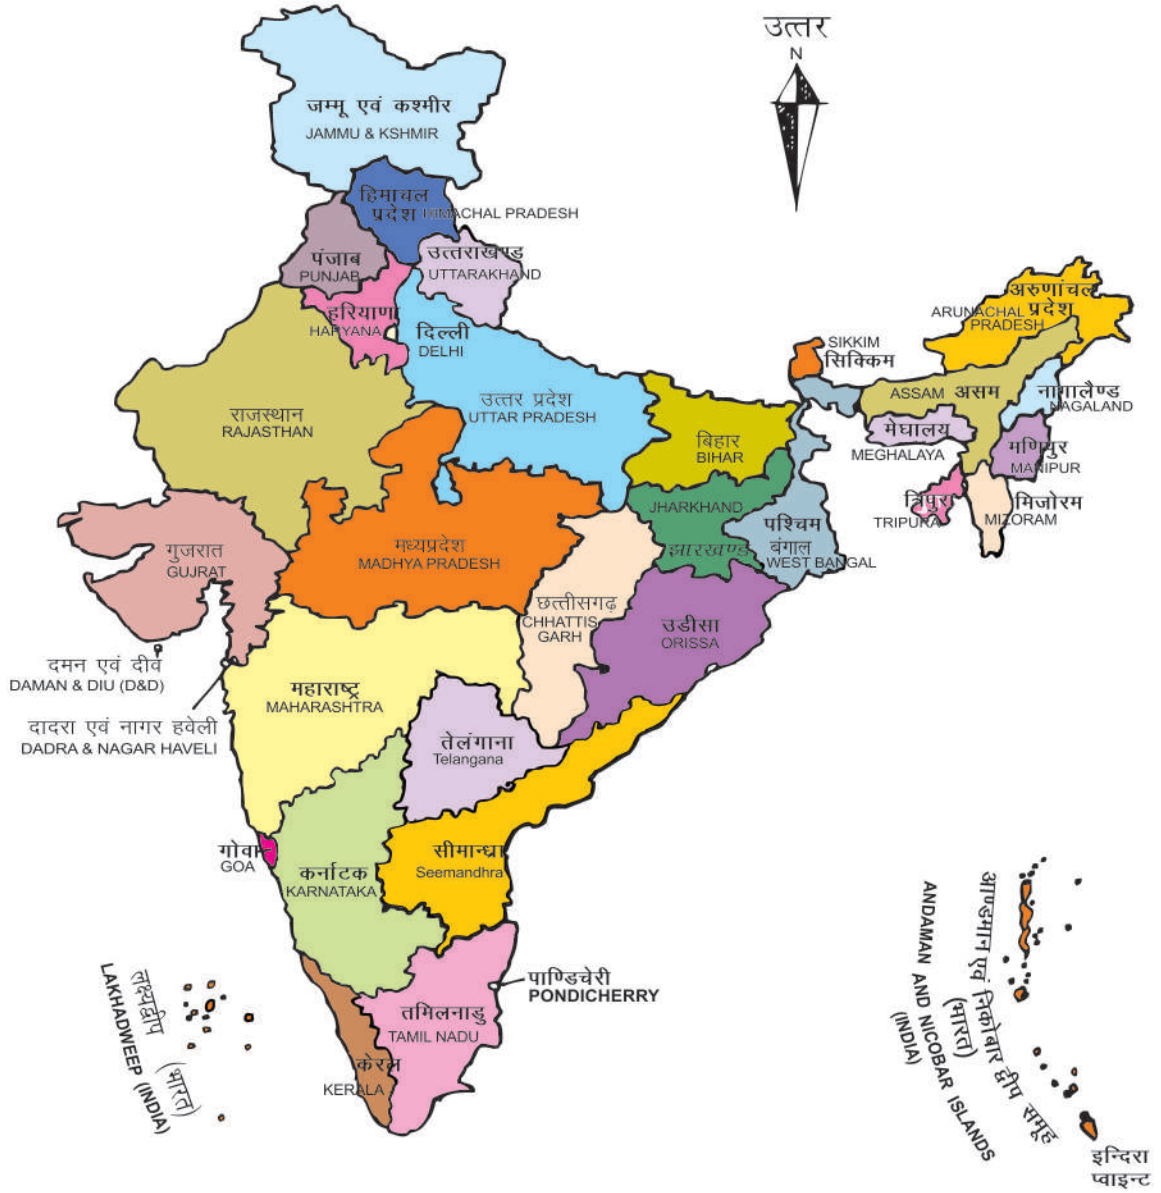 उत्तर
N
जम्मू एवं कश्मीर
JAMMU & KSHMIR
हिमाचल
प्रदेश HIMACHAL PRADESH
पंजाब
PUNJAB
उत्तराखण्ड
UTTARAKHAND
हरियाणा
HARYANA
दिल्ली
DELHI
अरुणांचल
प्रदेश
ARUNACHAL
PRADESH
SIKKIM
सिक्किम
ASSAM असम
नागालैण्ड
NAGALAND
राजस्थान
RAJASTHAN
उत्तर प्रदेश
UTTAR PRADESH
बिहार
BIHAR
मेघालय
MEGHALAYA
मणिपुर
MANIPUR
त्रिपुरा
TRIPURA
मिजोरम
MIZORAM
JHARKHAND
झारखण्ड
पश्चिम
बंगाल
WEST BANGAL
गुजरात
GUJRAT
मध्यप्रदेश
MADHYA PRADESH
छत्तीसगढ़
CHHATTIS
GARH
उडीसा
ORISSA
दमन एवं दीव
DAMAN & DIU (D&D)
दादरा एवं नागर हवेली
DADRA & NAGAR HAVELI
महाराष्ट्र
MAHARASHTRA
तेलंगाना
Telangana
गोवा
GOA
कर्नाटक
KARNATAKA
सीमान्ध्रा
Seemandhra
पाण्डिचेरी
PONDICHERRY
तमिलनाडु
TAMIL NADU
केरल
KERALA
लक्ष्यद्वीप (भारत)
LAKHADWEEP (INDIA)
आण्डमान एवं निकोबार द्वीप समूह
(भारत)
ANDAMAN AND NICOBAR ISLANDS
(INDIA)
इन्दिरा
प्वाइन्ट